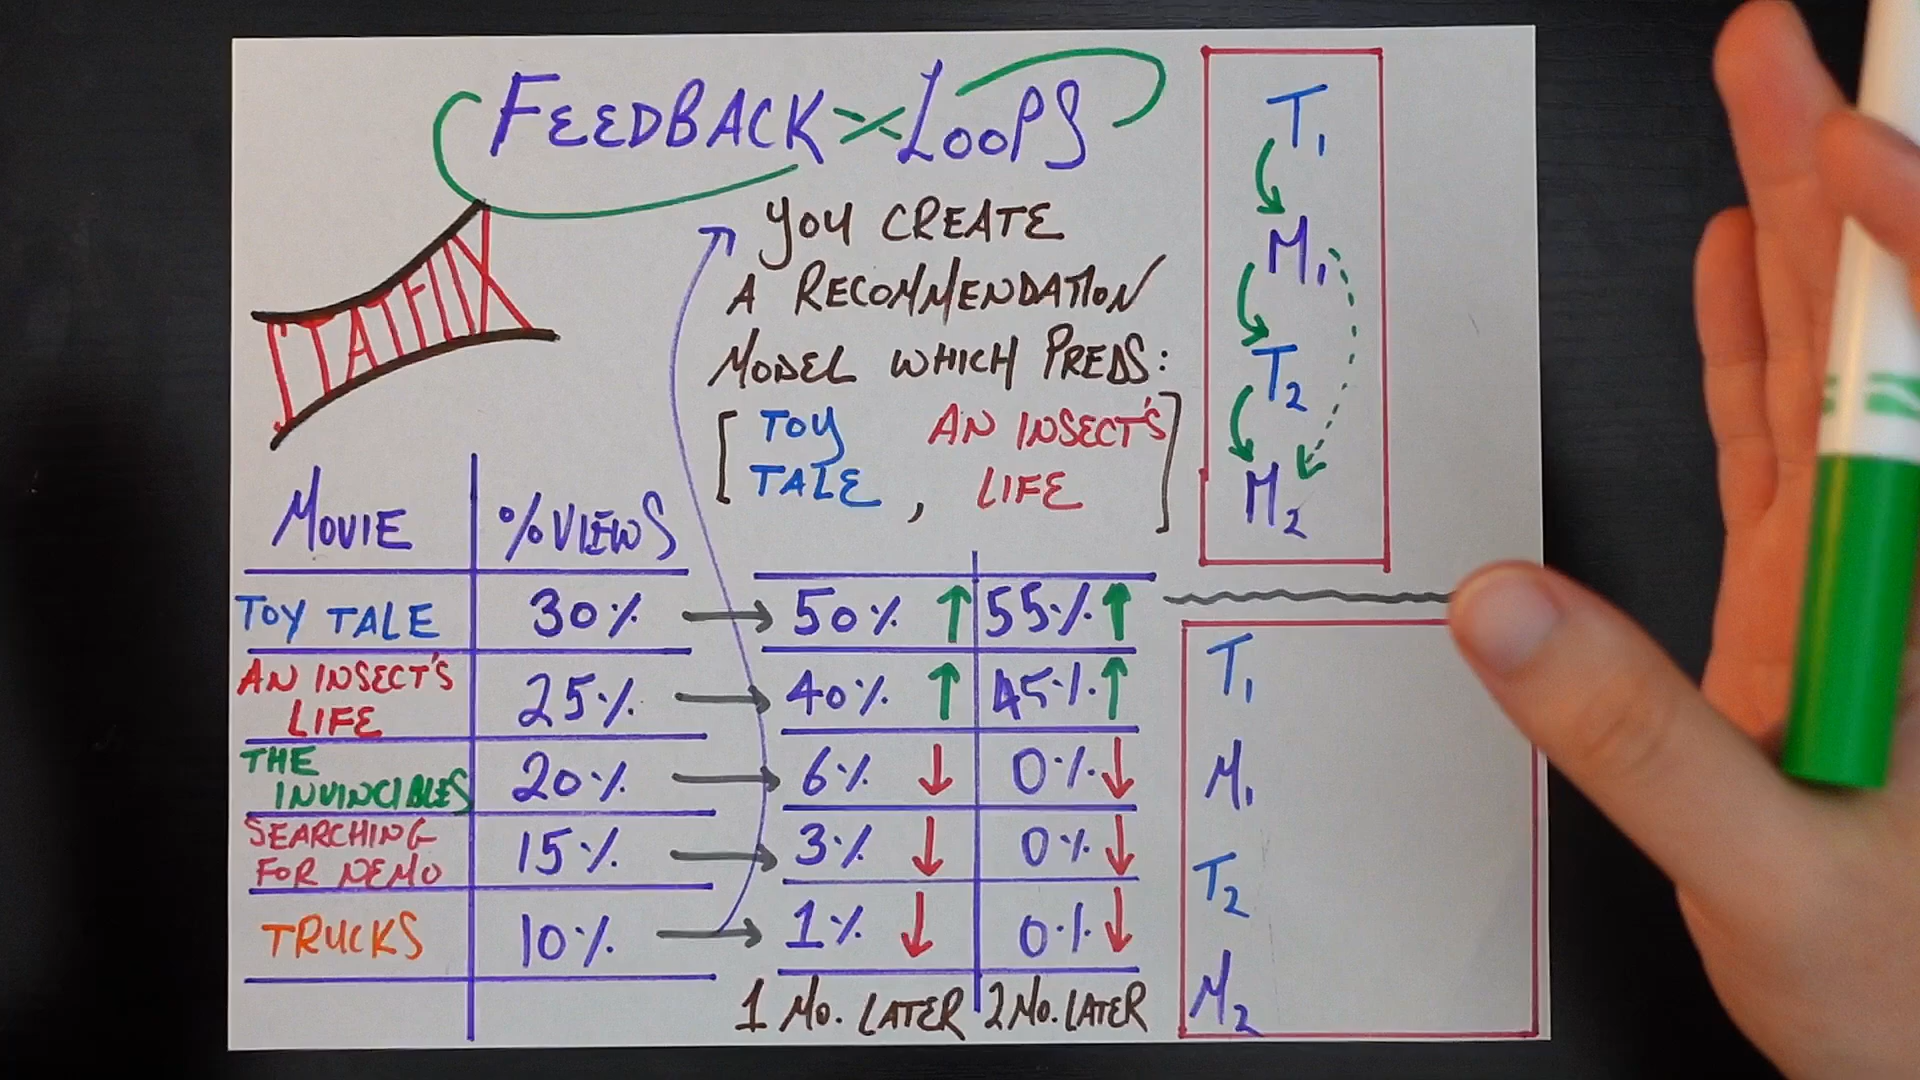 FEEDBACK LOOPS
STATFLIX
YOU CREATE
A RECOMMENDATION
MODEL WHICH PREDS:
[TOY TALE, AN INSECT'S LIFE]
MOVIE %VIEWS
TOY TALE 30% 50% 55%
AN INSECT'S LIFE 25% 40% 45%
THE INVINCIBLES 20% 6% 0%
SEARCHING FOR NEMO 15% 3% 0%
TRUCKS 10% 1% 0%
1 MO. LATER 2 MO. LATER
T1
M1
T2
M2
T1
M1
T2
M2